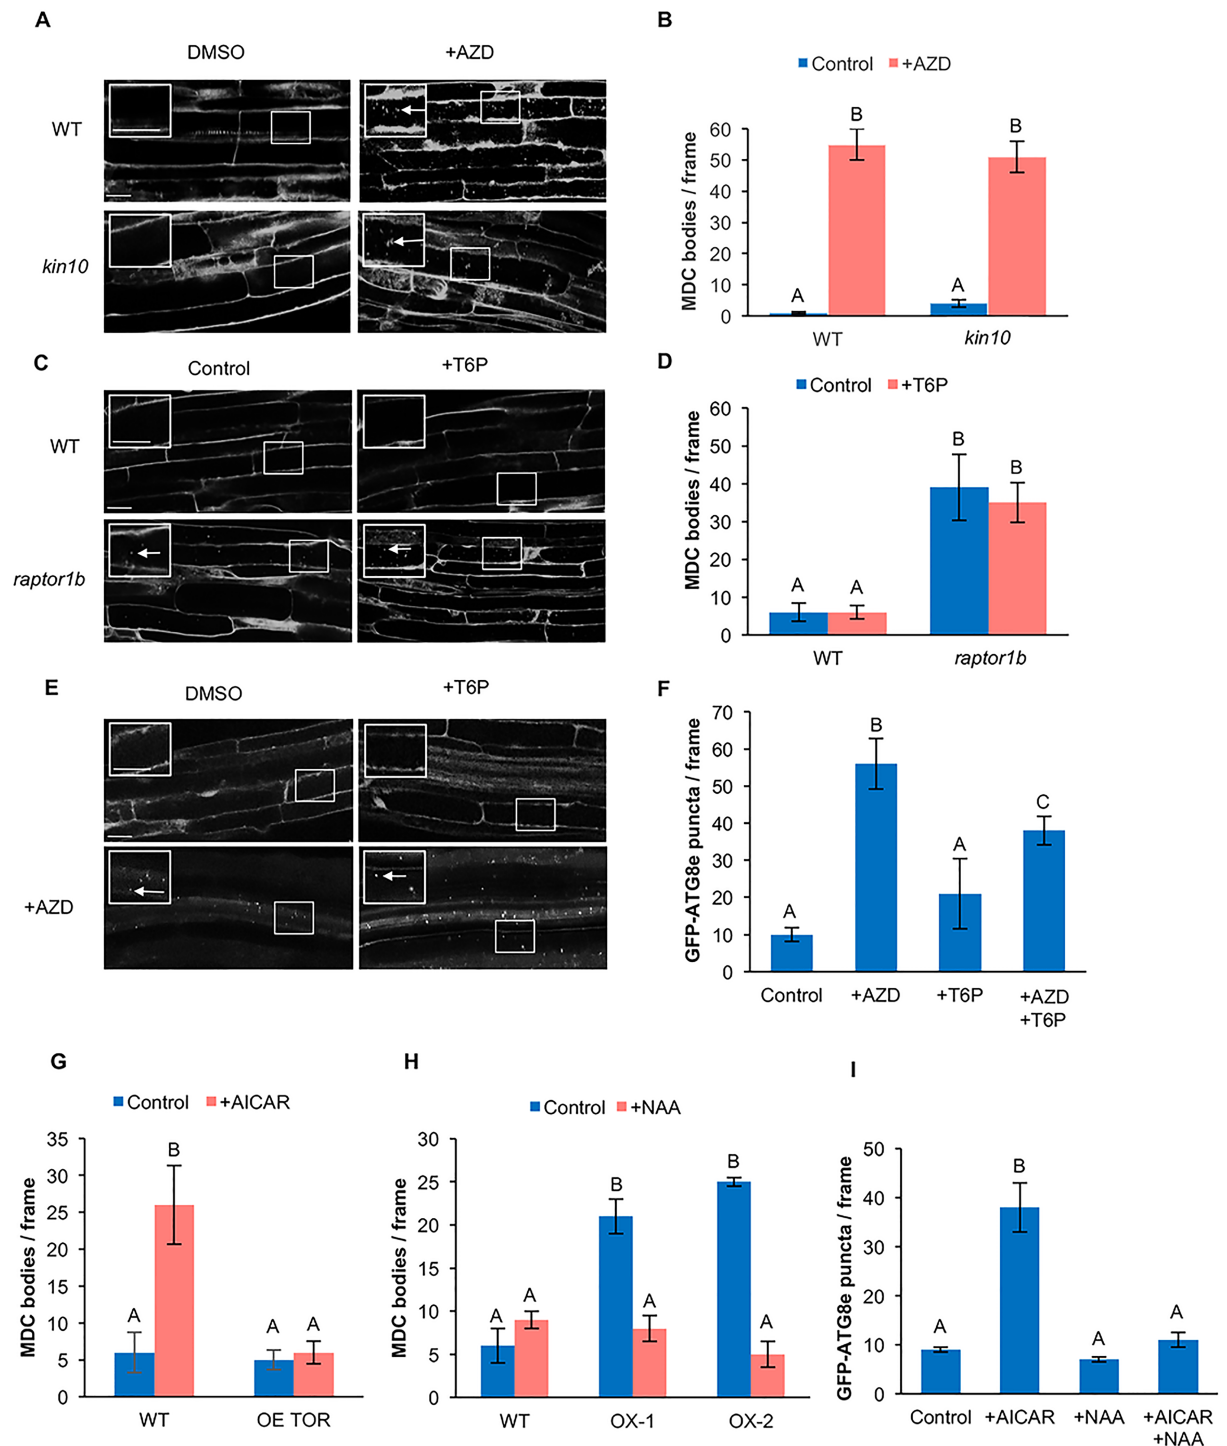 A
DMSO
+AZD
WT
kin10
B
Control
+AZD
MDC bodies / frame
60
50
40
30
20
10
0
A
B
A
B
WT
kin10
C
Control
+T6P
WT
raptor1b
D
Control
+T6P
MDC bodies / frame
60
50
40
30
20
10
0
A
A
B
B
WT
raptor1b
E
DMSO
+T6P
+AZD
F
GFP-ATG8e puncta / frame
70
60
50
40
30
20
10
0
A
B
A
C
Control
+AZD
+T6P
+AZD
+T6P
G
Control
+AICAR
MDC bodies / frame
35
30
25
20
15
10
5
0
A
B
A
A
WT
OE TOR
H
Control
+NAA
MDC bodies / frame
30
25
20
15
10
5
0
A
A
B
A
B
A
WT
OX-1
OX-2
I
GFP-ATG8e puncta / frame
50
40
30
20
10
0
A
B
A
A
Control
+AICAR
+NAA
+AICAR
+NAA